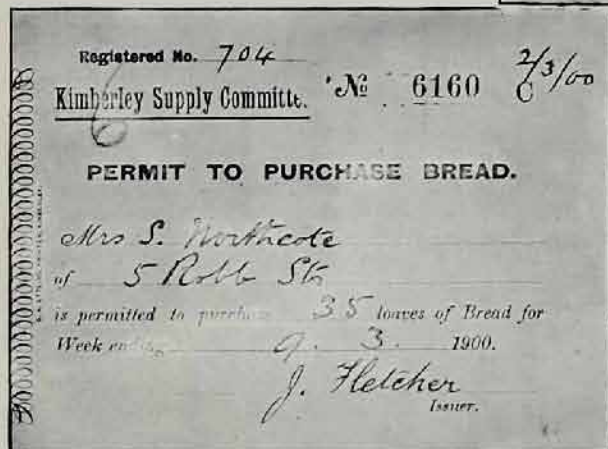 Registered No. 704
2/3/00
Kimberley Supply Committe. No 6160 C
PERMIT TO PURCHASE BREAD.
Mrs S. Northcote
of 5 Robb Str
is permitted to purchase 35 loaves of Bread for
Week ending 9. 3. 1900.
J. Fletcher
Issuer.